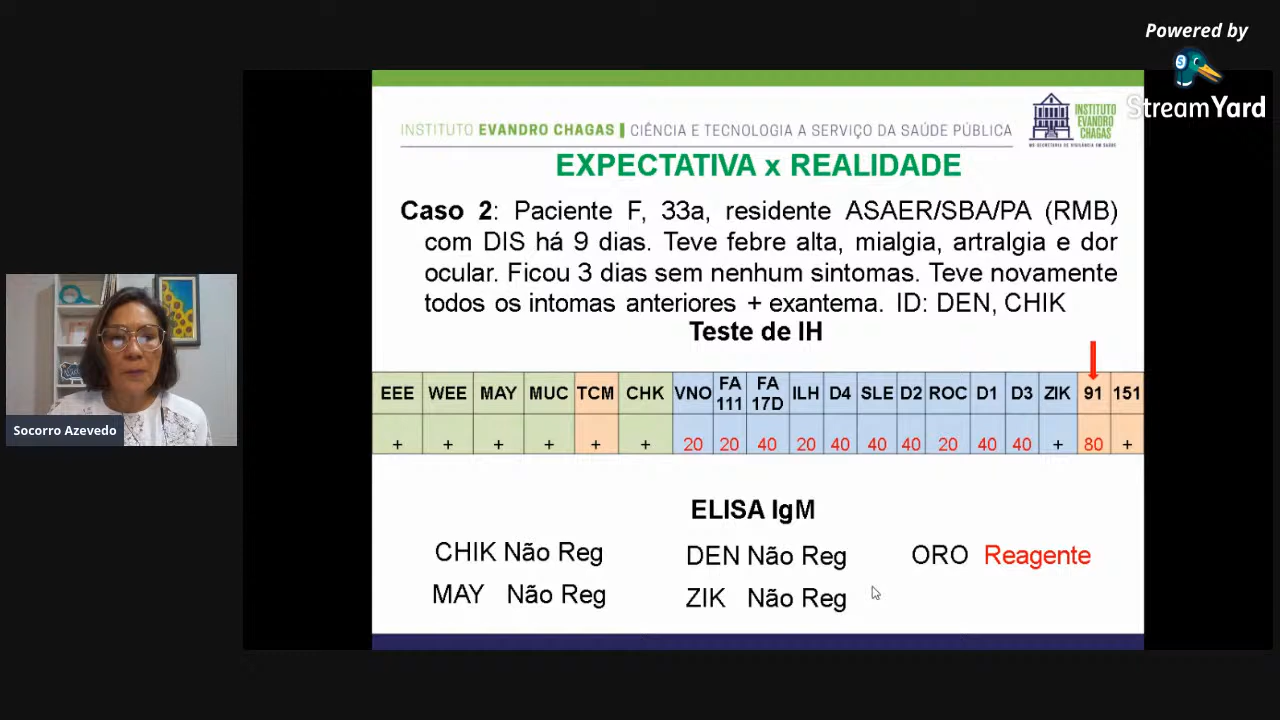 Powered by
StreamYard
INSTITUTO EVANDRO CHAGAS | CIÊNCIA E TECNOLOGIA A SERVIÇO DA SAÚDE PÚBLICA
INSTITUTO
EVANDRO
CHAGAS
EXPECTATIVA x REALIDADE
Caso 2: Paciente F, 33a, residente ASAER/SBA/PA (RMB)
com DIS há 9 dias. Teve febre alta, mialgia, artralgia e dor
ocular. Ficou 3 dias sem nenhum sintomas. Teve novamente
todos os intomas anteriores + exantema. ID: DEN, CHIK
Teste de IH
EEE WEE MAY MUC TCM CHK VNO FA 111 FA 17D ILH D4 SLE D2 ROC D1 D3 ZIK 91 151
+ + + + + + 20 20 40 20 40 40 40 20 40 40 + 80 +
ELISA IgM
CHIK Não Reg DEN Não Reg ORO Reagente
MAY Não Reg ZIK Não Reg
Socorro Azevedo